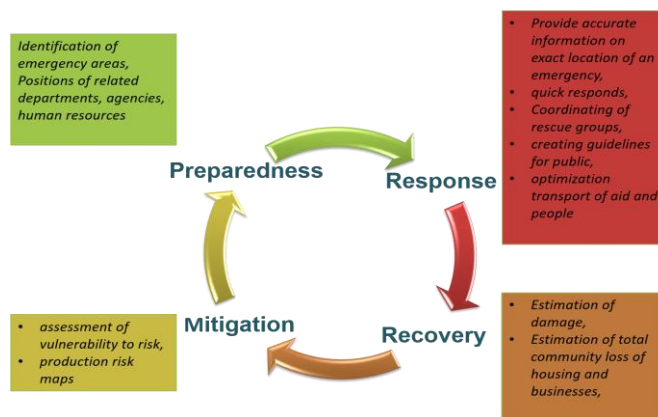 Identification of
emergency areas,
Positions of related
departments, agencies,
human resources
• Provide accurate
information on
exact location of an
emergency,
• quick responds,
• Coordinating of
rescue groups,
• creating guidelines
for public,
• optimization
transport of aid and
people
Preparedness
Response
Mitigation
Recovery
• assessment of
vulnerability to risk,
• production risk
maps
• Estimation of
damage,
• Estimation of total
community loss of
housing and
businesses,